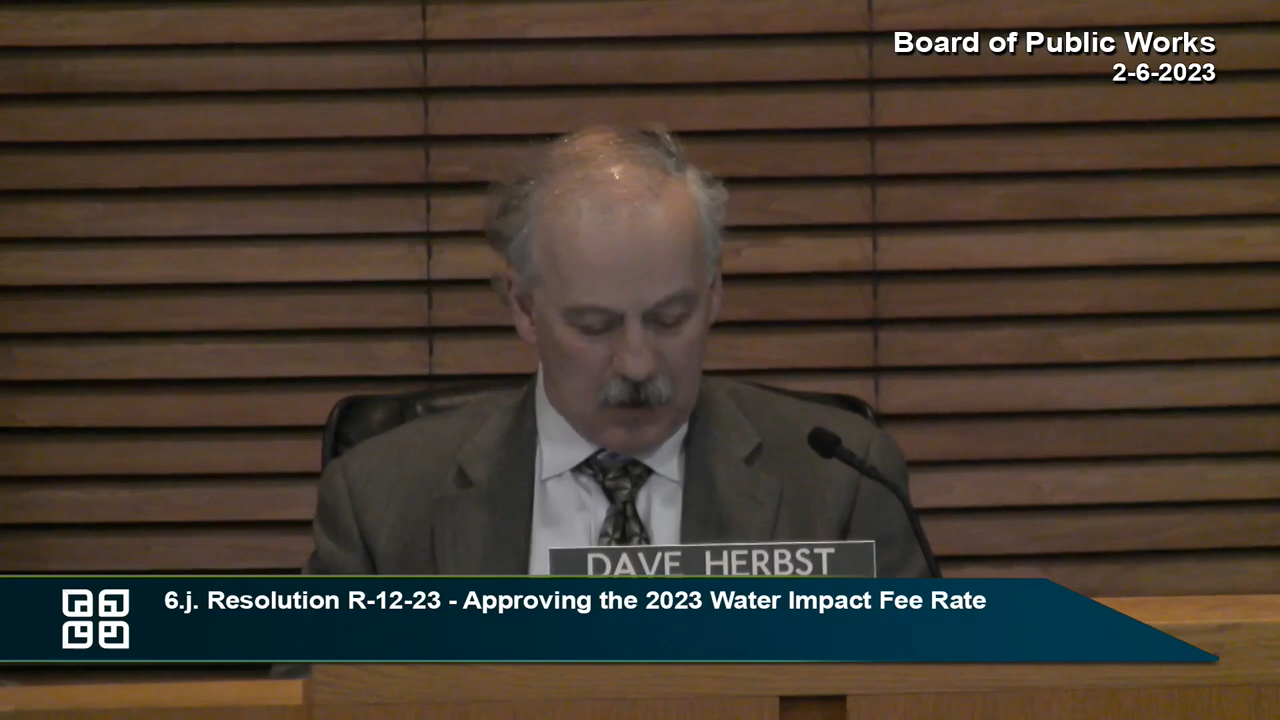 Board of Public Works
2-6-2023
DAVE HERBST
6.j. Resolution R-12-23 - Approving the 2023 Water Impact Fee Rate